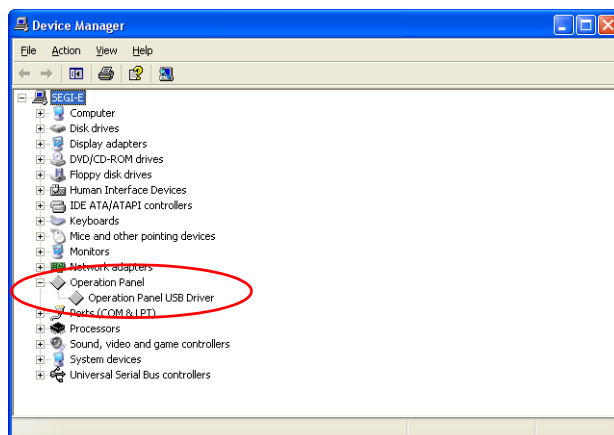 Device Manager
File Action View Help
SEGI-E
Computer
Disk drives
Display adapters
DVD/CD-ROM drives
Floppy disk drives
Human Interface Devices
IDE ATA/ATAPI controllers
Keyboards
Mice and other pointing devices
Monitors
Network adapters
Operation Panel
Operation Panel USB Driver
Ports (COM & LPT)
Processors
Sound, video and game controllers
System devices
Universal Serial Bus controllers